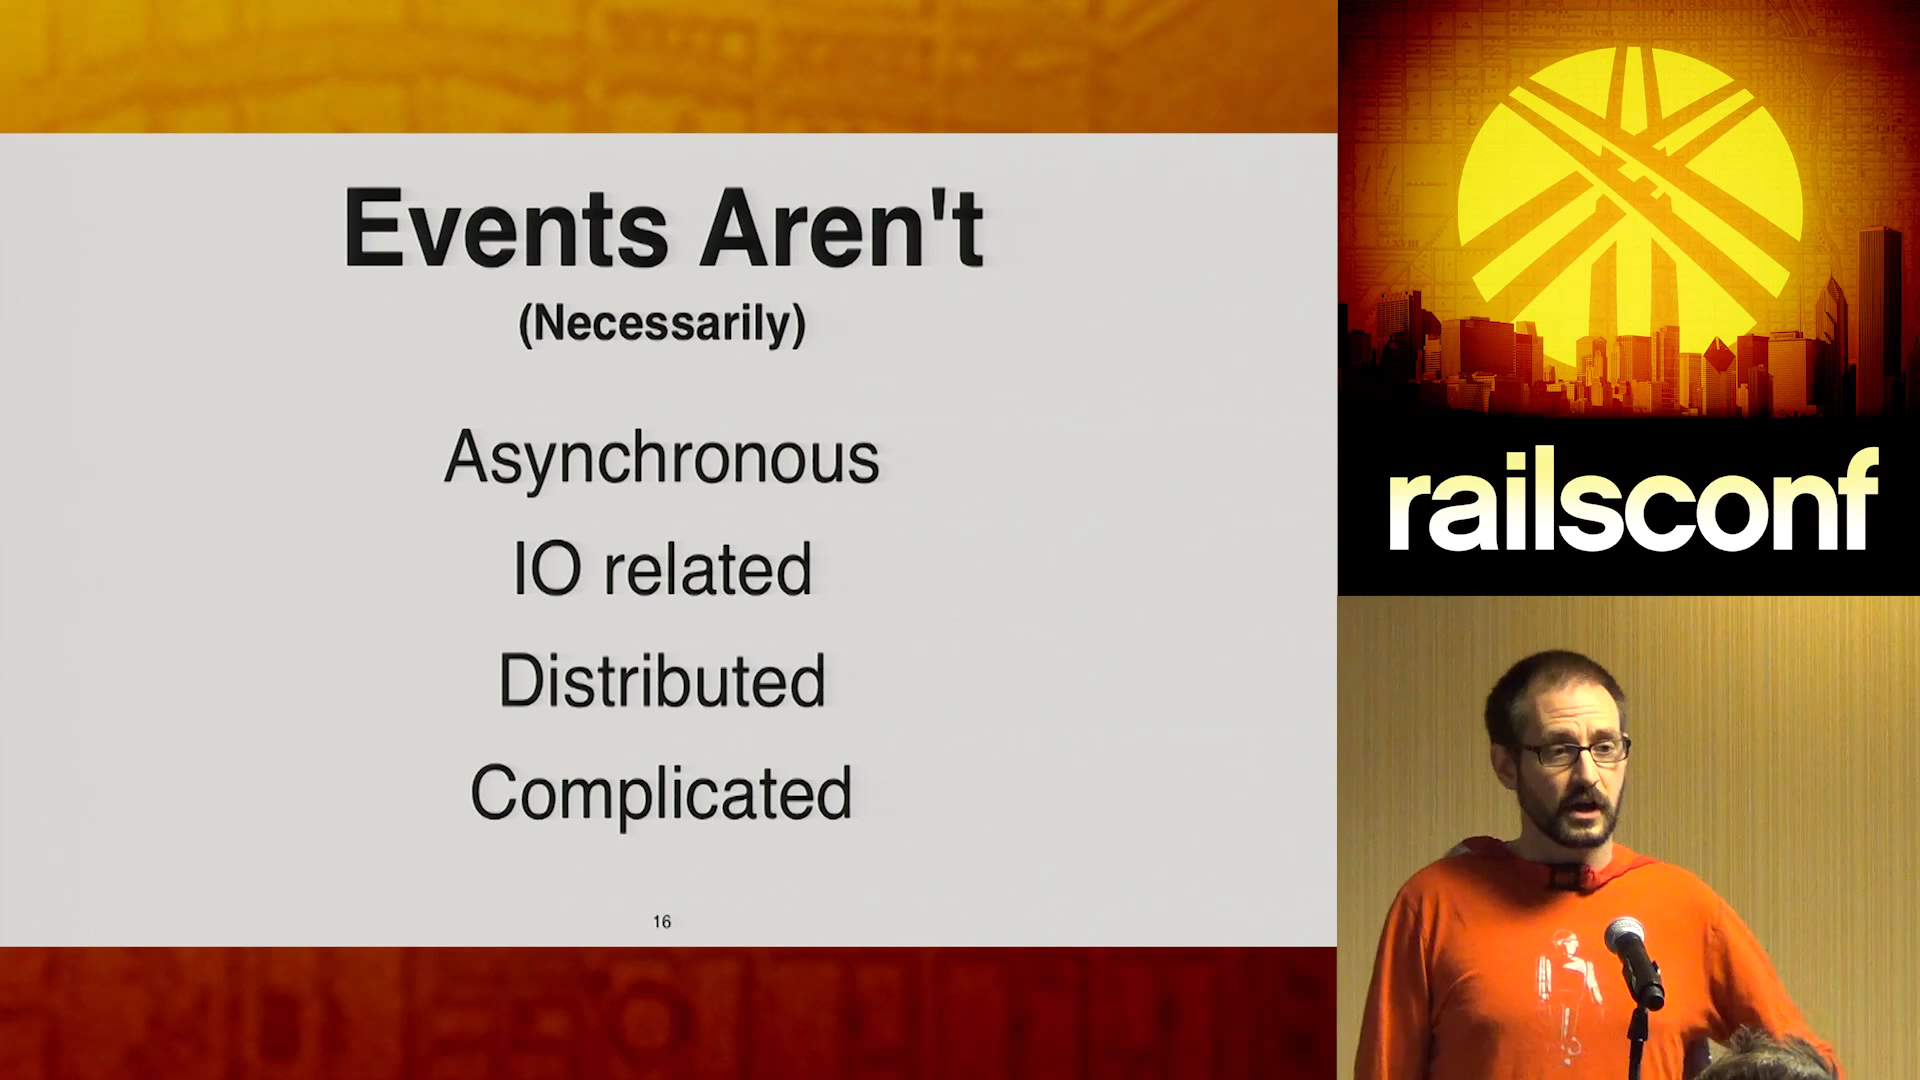 Events Aren't
(Necessarily)
Asynchronous
IO related
Distributed
Complicated
16
railsconf